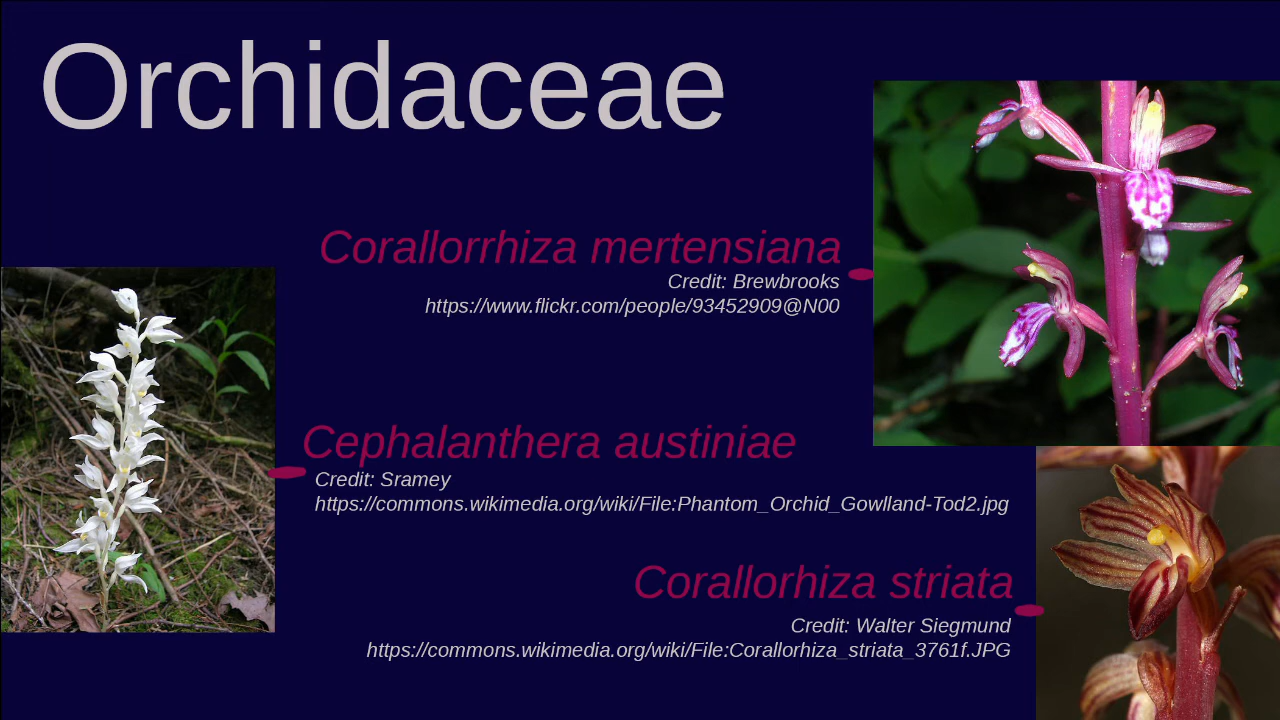 Orchidaceae
Corallorrhiza mertensiana
Credit: Brewbrooks
https://www.flickr.com/people/93452909@N00
Cephalanthera austiniae
Credit: Sramey
https://commons.wikimedia.org/wiki/File:Phantom_Orchid_Gowlland-Tod2.jpg
Corallorhiza striata
Credit: Walter Siegmund
https://commons.wikimedia.org/wiki/File:Corallorhiza_striata_3761f.JPG